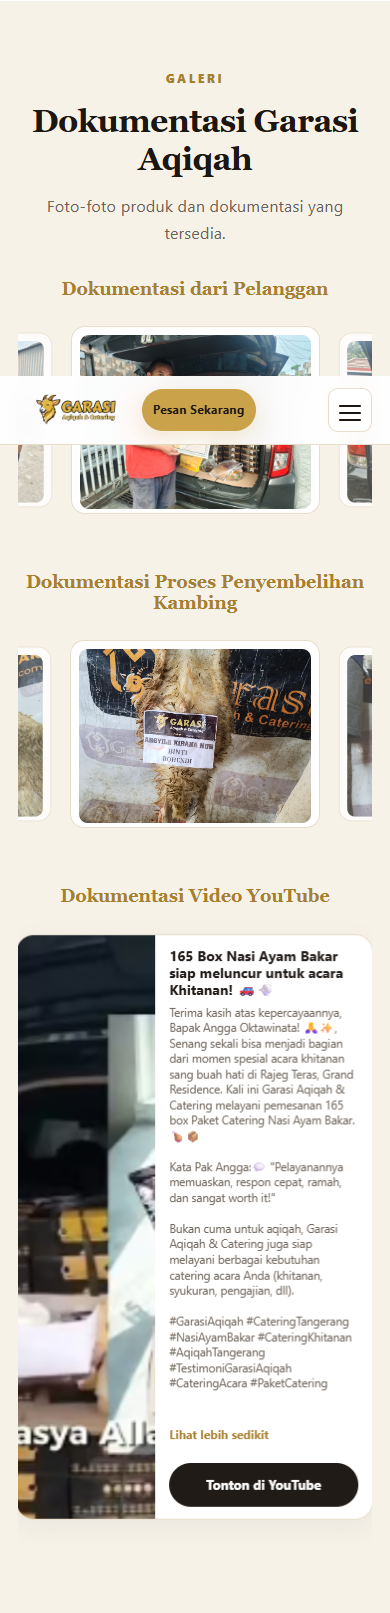 GALERI
Dokumentasi Garasi
Aqiqah
Foto-foto produk dan dokumentasi yang
tersedia.
Dokumentasi dari Pelanggan
GARASI
Aqiqah & Catering
Pesan Sekarang
Dokumentasi Proses Penyembelihan
Kambing
GARASI
BINTI
Dokumentasi Video YouTube
165 Box Nasi Ayam Bakar
siap meluncur untuk acara
Khitanan! 🚙💨
Terima kasih atas kepercayaannya,
Bapak Angga Oktawinata! 🙏✨,
Senang sekali bisa menjadi bagian
dari momen spesial acara khitanan
sang buah hati di Rajeg Teras, Grand
Residence. Kali ini Garasi Aqiqah &
Catering melayani pemesanan 165
box Paket Catering Nasi Ayam Bakar.
🍗📦
Kata Pak Angga:💬 "Pelayanannya
memuaskan, respon cepat, ramah,
dan sangat worth it!"
Bukan cuma untuk aqiqah, Garasi
Aqiqah & Catering juga siap
melayani berbagai kebutuhan
catering acara Anda (khitanan,
syukuran, pengajian, dll).
#GarasiAqiqah #CateringTangerang
#NasiAyamBakar #CateringKhitanan
#AqiqahTangerang
#TestimoniGarasiAqiqah
#CateringAcara #PaketCatering
Lihat lebih sedikit
Tonton di YouTube